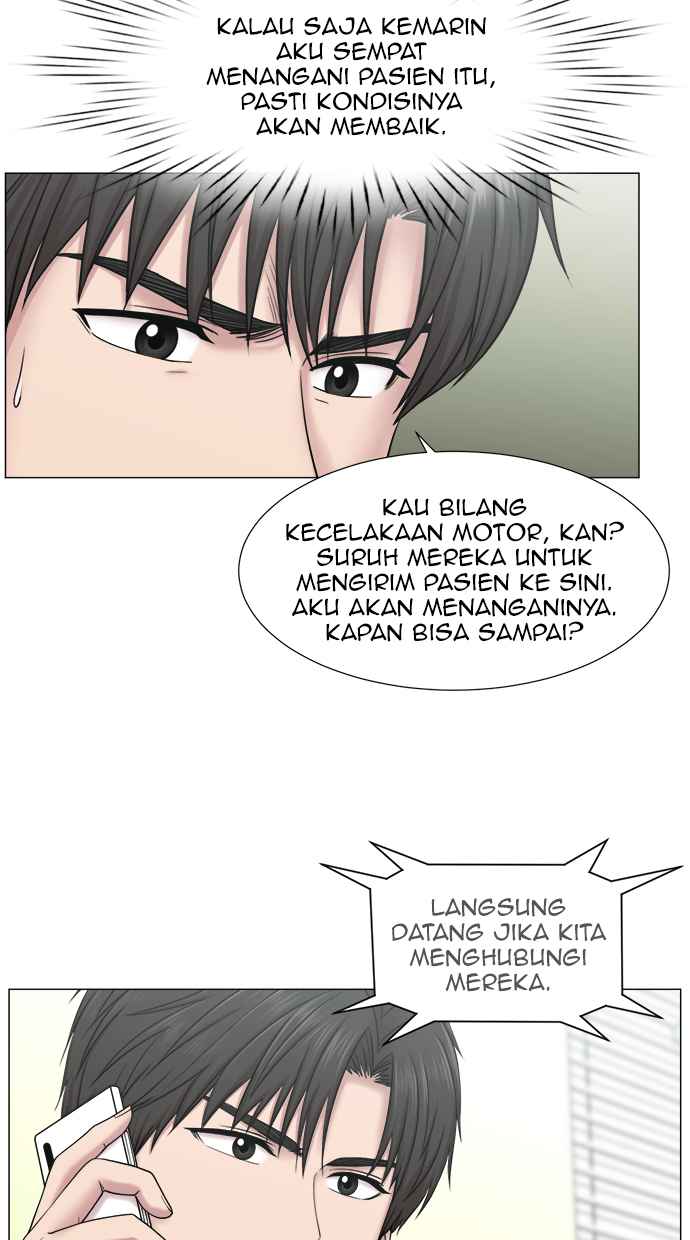 KALAU SAJA KEMARIN
AKU SEMPAT
MENANGANI PASIEN ITU,
PASTI KONDISINYA
AKAN MEMBAIK.
KAU BILANG
KECELAKAAN MOTOR, KAN?
SURUH MEREKA UNTUK
MENGIRIM PASIEN KE SINI.
AKU AKAN MENANGANINYA.
KAPAN BISA SAMPAI?
LANGSUNG
DATANG JIKA KITA
MENGHUBUNGI
MEREKA.